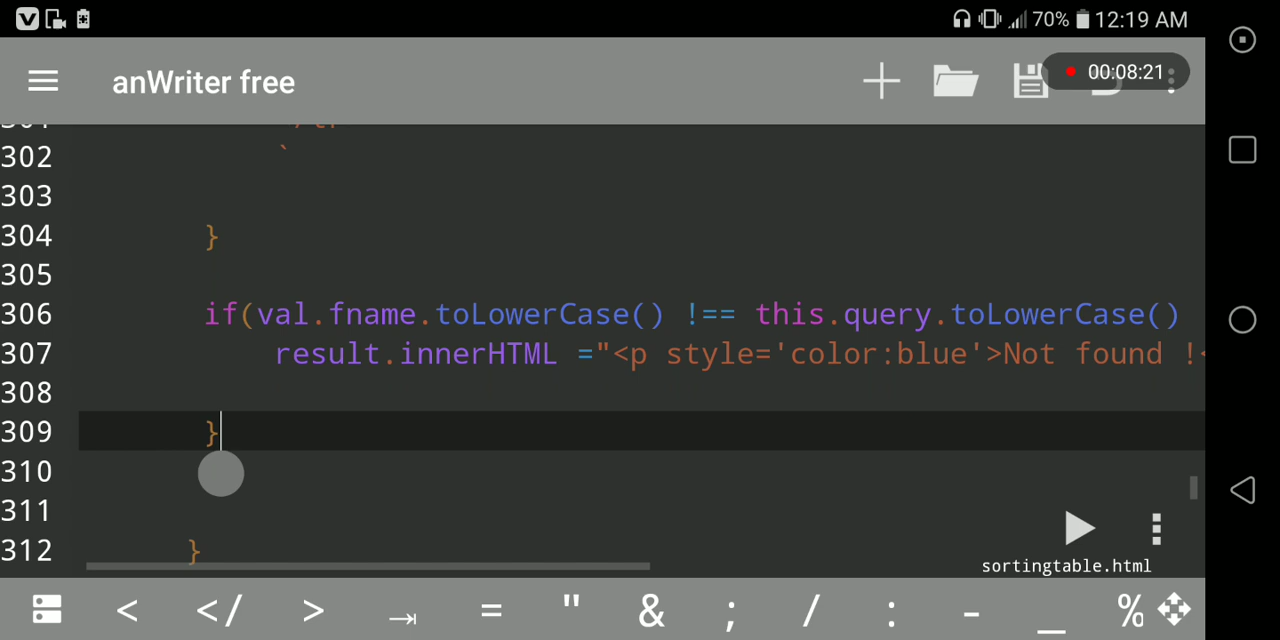 70% 12:19 AM
anWriter free
00:08:21
301
302 `
303
304 }
305
306 if(val.fname.toLowerCase() !== this.query.toLowerCase()
307 result.innerHTML ="<p style='color:blue'>Not found !<
308
309 }
310
311
312 }
sortingtable.html
< </ > = " & ; / : - _ %